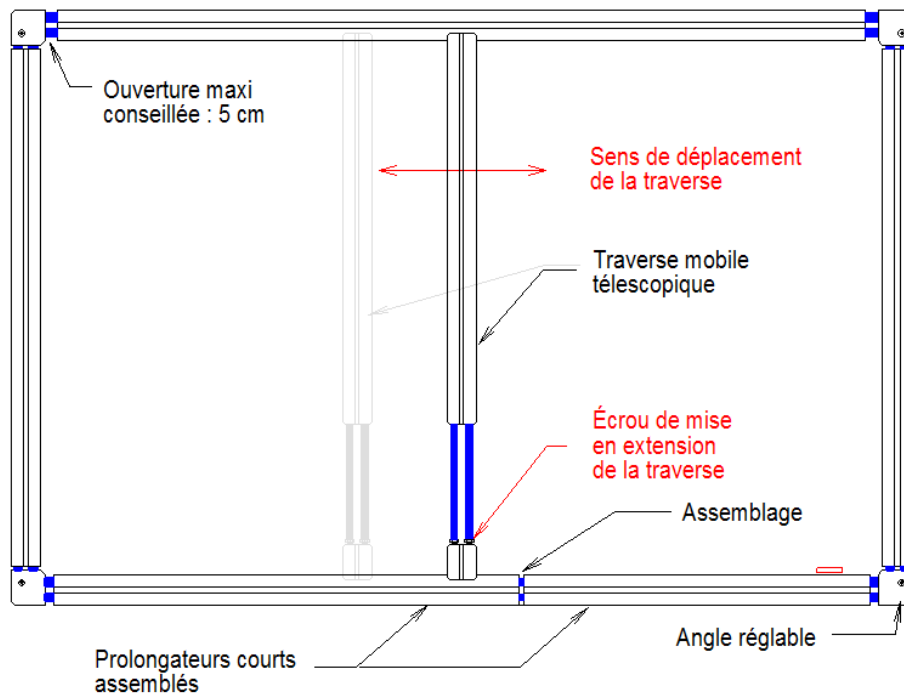 Ouverture maxi
conseillée : 5 cm
Sens de déplacement
de la traverse
Traverse mobile
télescopique
Écrou de mise
en extension
de la traverse
Assemblage
Angle réglable
Prolongateurs courts
assemblés